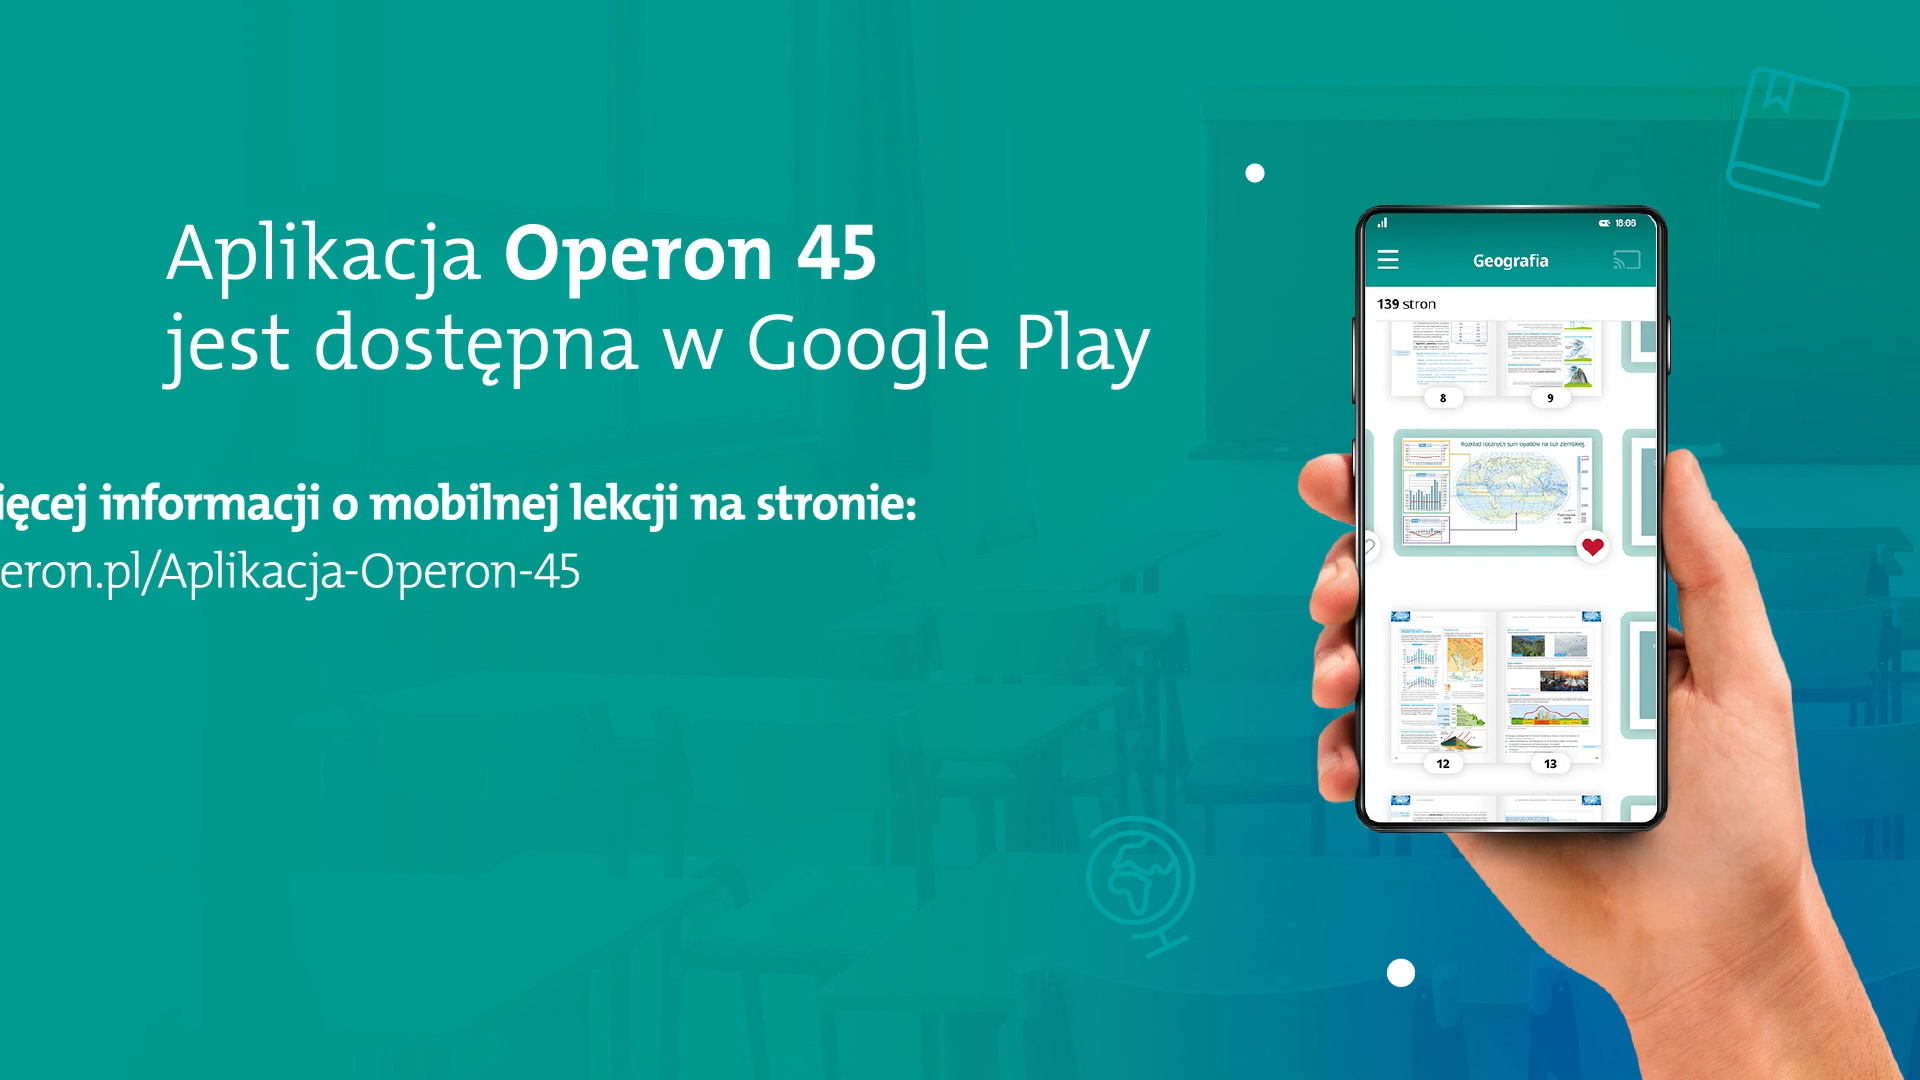 Aplikacja Operon 45
jest dostępna w Google Play
ięcej informacji o mobilnej lekcji na stronie:
eron.pl/Aplikacja-Operon-45
18:06
Geografia
139 stron
8 9
Rozkład rocznych sum opadów na kuli ziemskiej.
12 13